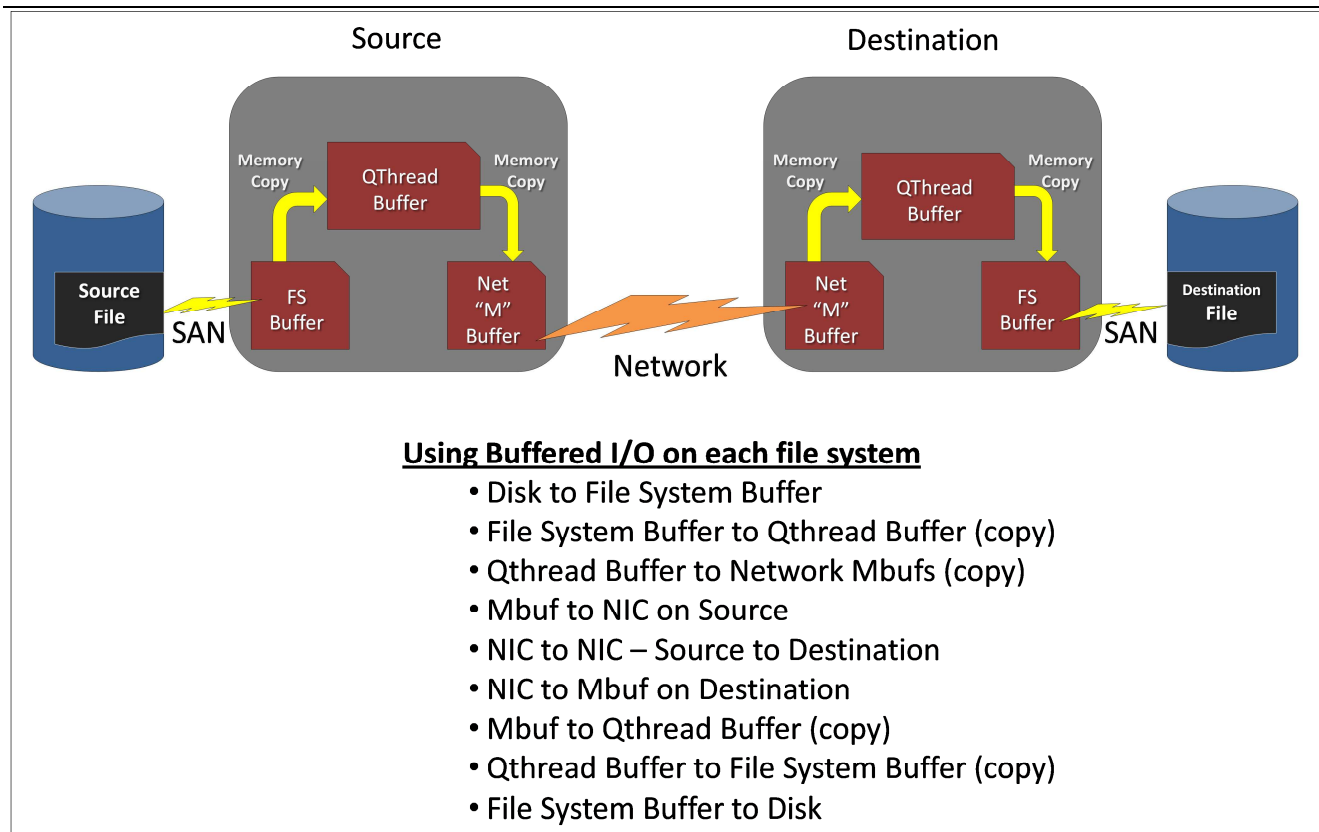 Source
Destination
Memory
Copy
QThread
Buffer
Memory
Copy
FS
Buffer
Net
“M”
Buffer
Source
File
SAN
Network
Memory
Copy
QThread
Buffer
Memory
Copy
Net
“M”
Buffer
FS
Buffer
SAN
Destination
File
Using Buffered I/O on each file system
• Disk to File System Buffer
• File System Buffer to Qthread Buffer (copy)
• Qthread Buffer to Network Mbufs (copy)
• Mbuf to NIC on Source
• NIC to NIC – Source to Destination
• NIC to Mbuf on Destination
• Mbuf to Qthread Buffer (copy)
• Qthread Buffer to File System Buffer (copy)
• File System Buffer to Disk